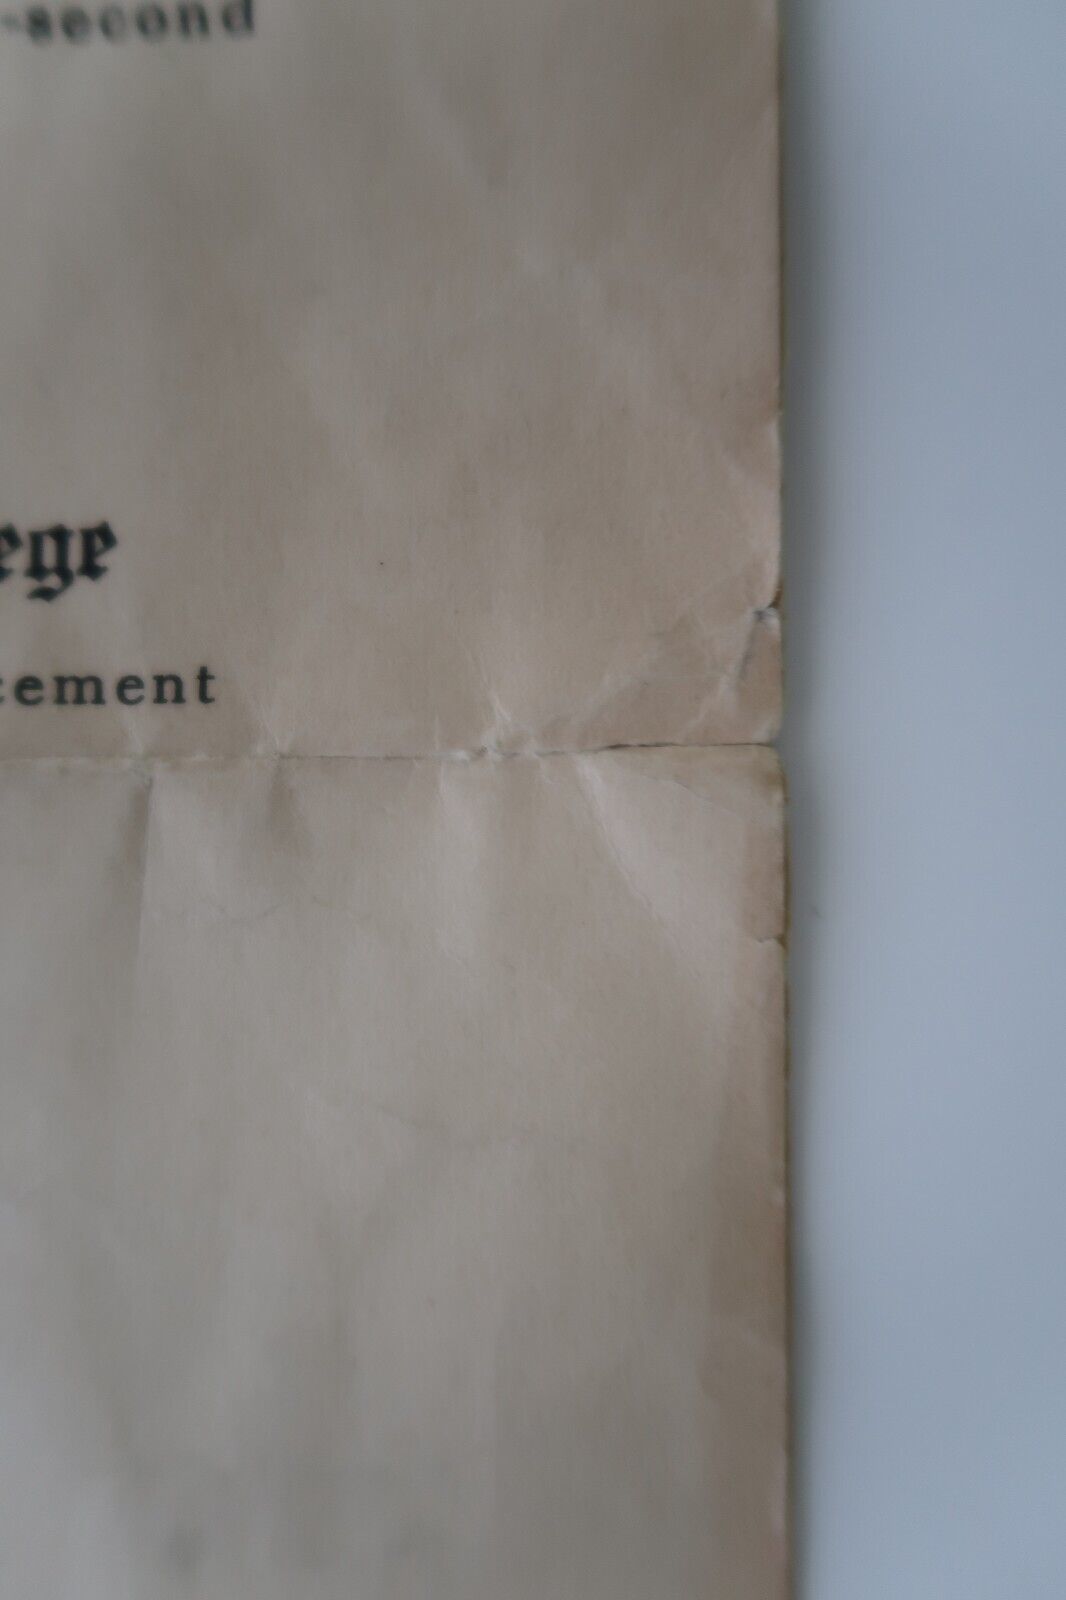 -second
ege
cement